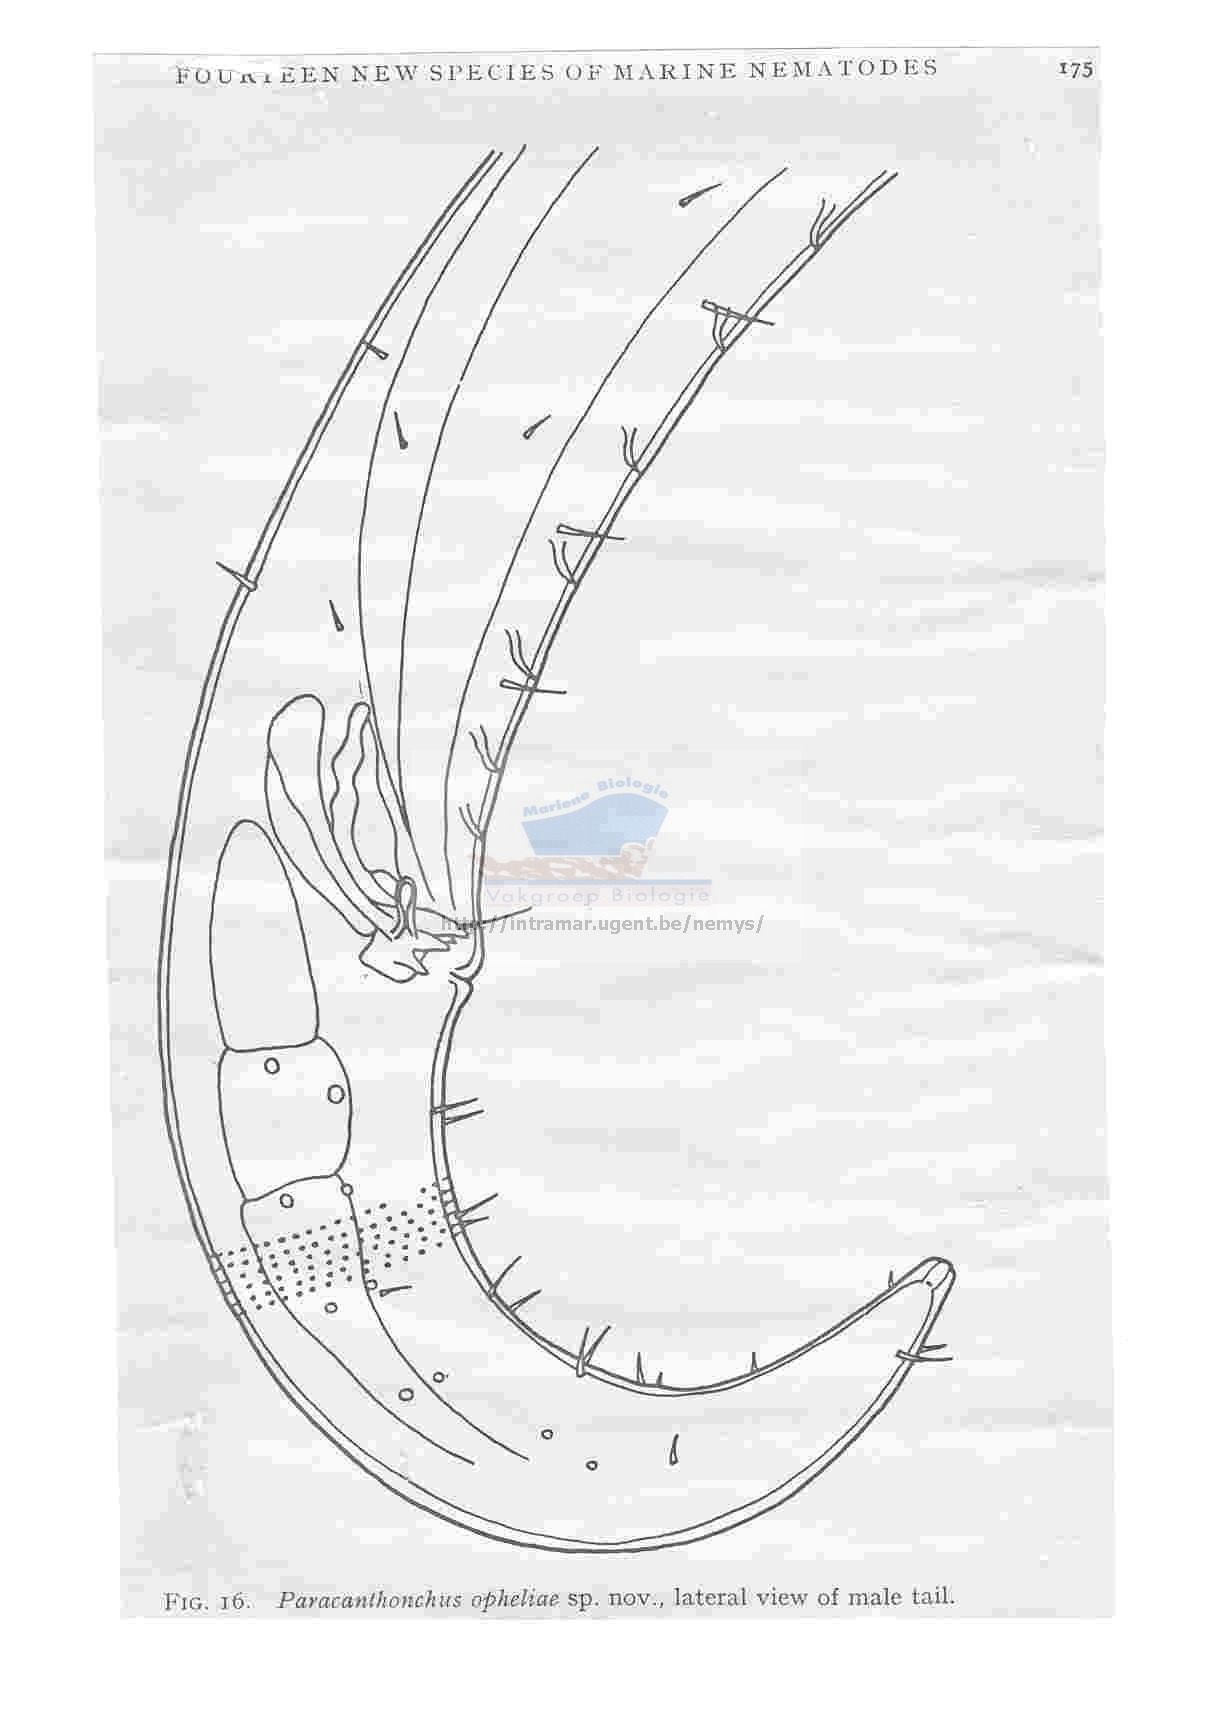 FOURTEEN NEW SPECIES OF MARINE NEMATODES 175
Mariene Biologie
Vakgroep Biologie
http://intramar.ugent.be/nemys/
FIG. 16. Paracanthonchus opheliae sp. nov., lateral view of male tail.